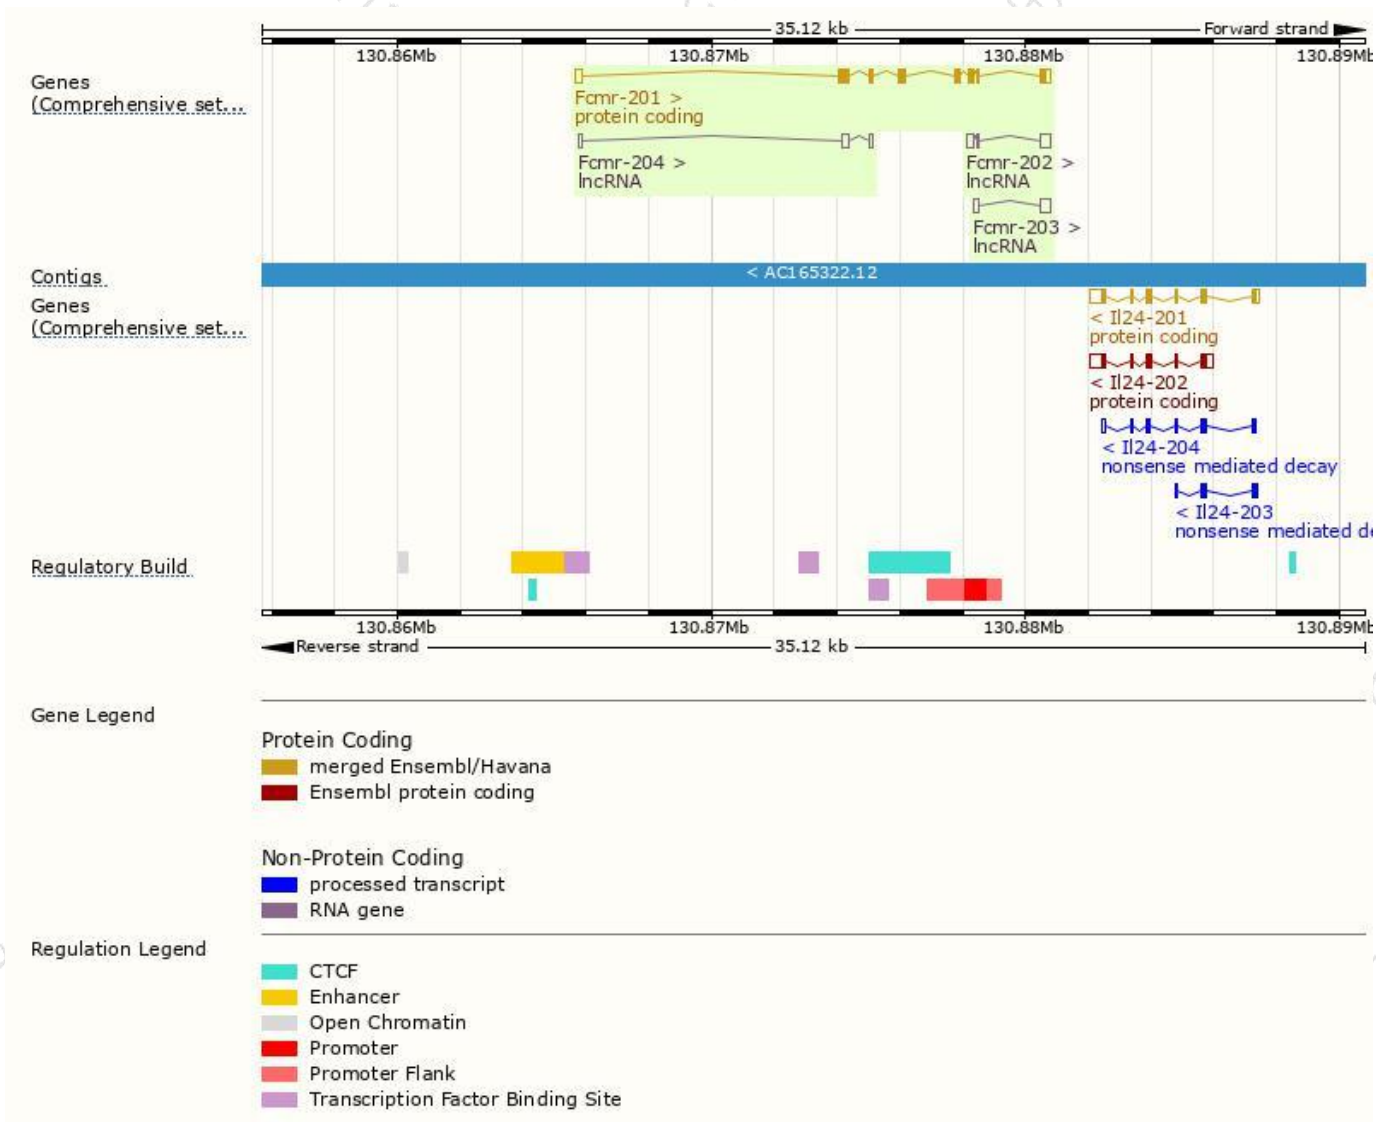 35.12 kb Forward strand
130.86Mb 130.87Mb 130.88Mb 130.89Mb
Genes
(Comprehensive set...
Fcmr-201 >
protein coding
Fcmr-204 > Fcmr-202 >
lncRNA lncRNA
Fcmr-203 >
lncRNA
Contigs < AC165322.12
Genes
(Comprehensive set...
< Il24-201
protein coding
< Il24-202
protein coding
< Il24-204
nonsense mediated decay
< Il24-203
nonsense mediated de
Regulatory Build
130.86Mb 130.87Mb 130.88Mb 130.89Mb
Reverse strand 35.12 kb
Gene Legend
Protein Coding
merged Ensembl/Havana
Ensembl protein coding
Non-Protein Coding
processed transcript
RNA gene
Regulation Legend
CTCF
Enhancer
Open Chromatin
Promoter
Promoter Flank
Transcription Factor Binding Site